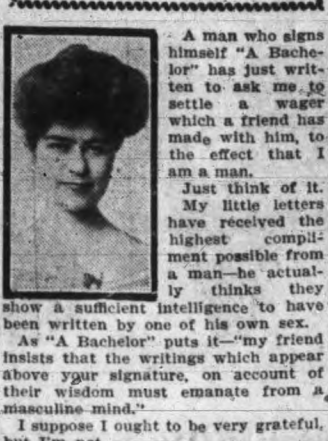 A man who signs
himself "A Bache-
lor" has just writ-
ten to ask me to
settle a wager
which a friend has
made with him, to
the effect that I
am a man.
Just think of it.
My little letters
have received the
highest compli-
ment possible from
a man—he actual-
ly thinks they
show a sufficient intelligence to have
been written by one of his own sex.
As "A Bachelor" puts it—"my friend
insists that the writings which appear
above your signature, on account of
their wisdom must emanate from a
masculine mind."
I suppose I ought to be very grateful,
but I'm not